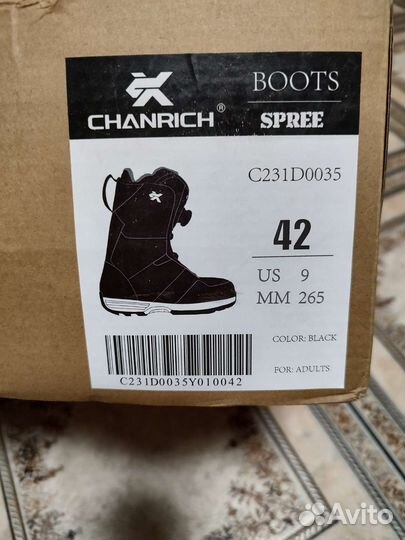 CHANRICH®
BOOTS
SPREE
C231D0035
42
US 9
MM 265
COLOR: BLACK
FOR: ADULTS
C231D0035Y010042
Avito